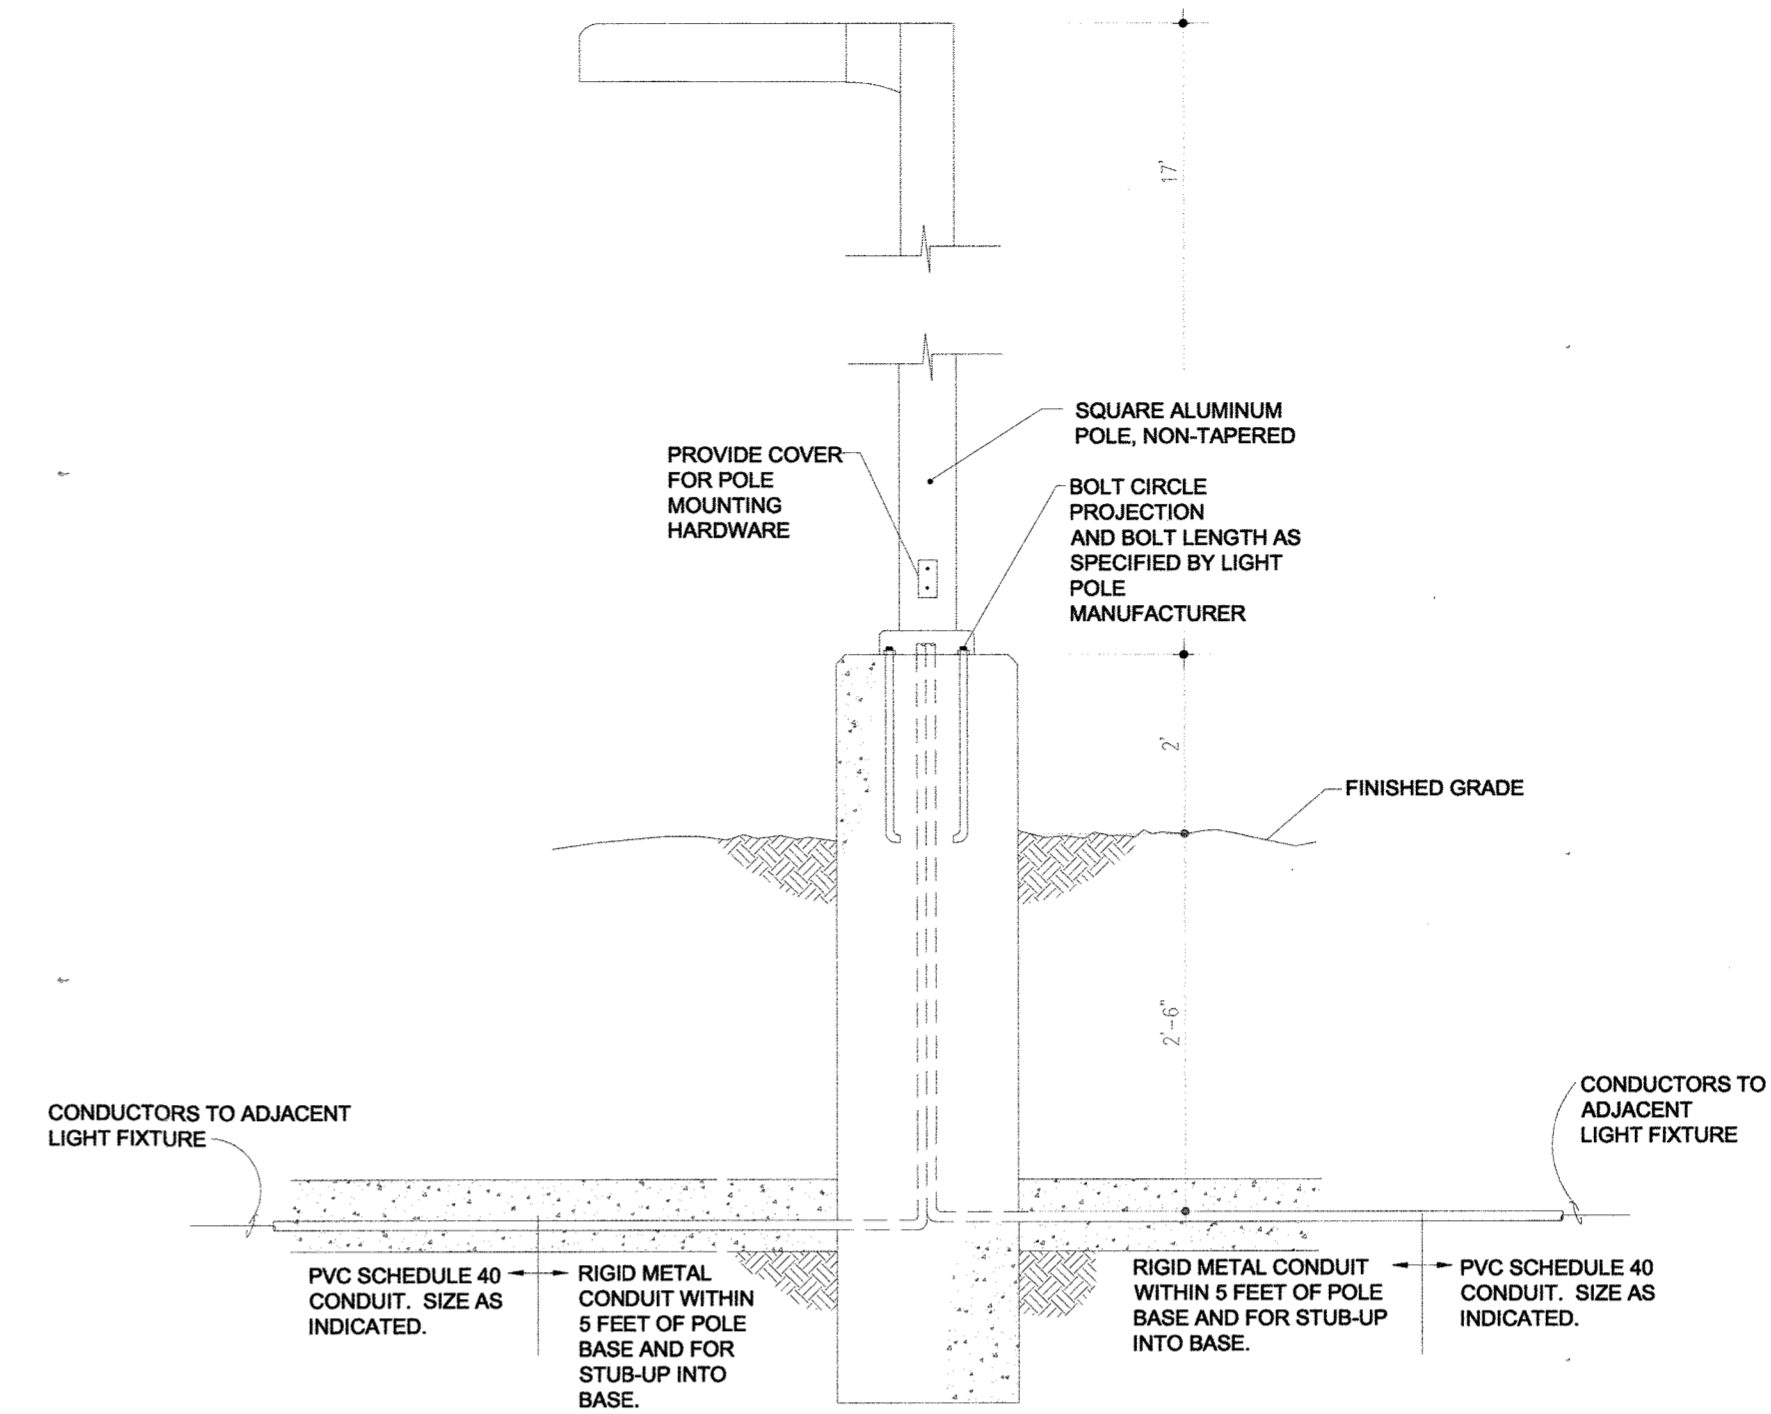 17'
SQUARE ALUMINUM
POLE, NON-TAPERED
PROVIDE COVER
FOR POLE
MOUNTING
HARDWARE
BOLT CIRCLE
PROJECTION
AND BOLT LENGTH AS
SPECIFIED BY LIGHT
POLE
MANUFACTURER
2'
FINISHED GRADE
2'-6"
CONDUCTORS TO ADJACENT
LIGHT FIXTURE
CONDUCTORS TO
ADJACENT
LIGHT FIXTURE
PVC SCHEDULE 40
CONDUIT. SIZE AS
INDICATED.
RIGID METAL
CONDUIT WITHIN
5 FEET OF POLE
BASE AND FOR
STUB-UP INTO
BASE.
RIGID METAL CONDUIT
WITHIN 5 FEET OF POLE
BASE AND FOR STUB-UP
INTO BASE.
PVC SCHEDULE 40
CONDUIT. SIZE AS
INDICATED.